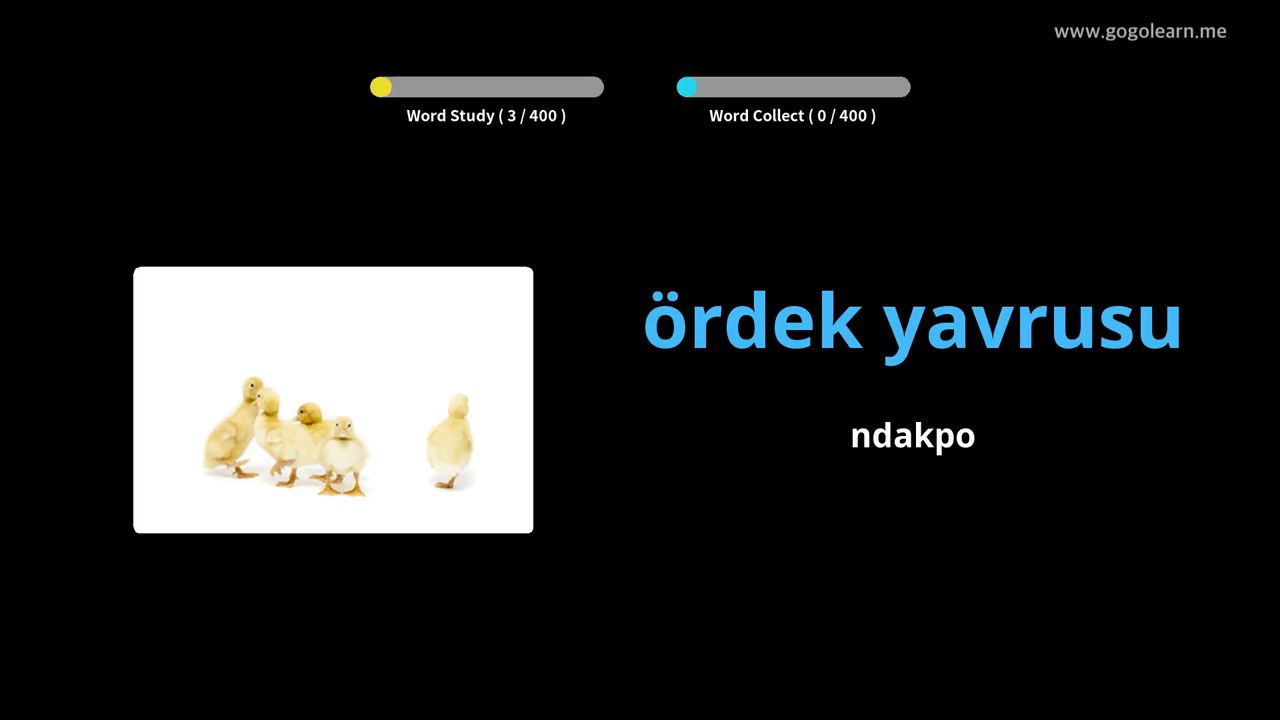 www.gogolearn.me
Word Study ( 3 / 400 )
Word Collect ( 0 / 400 )
ördek yavrusu
ndakpo